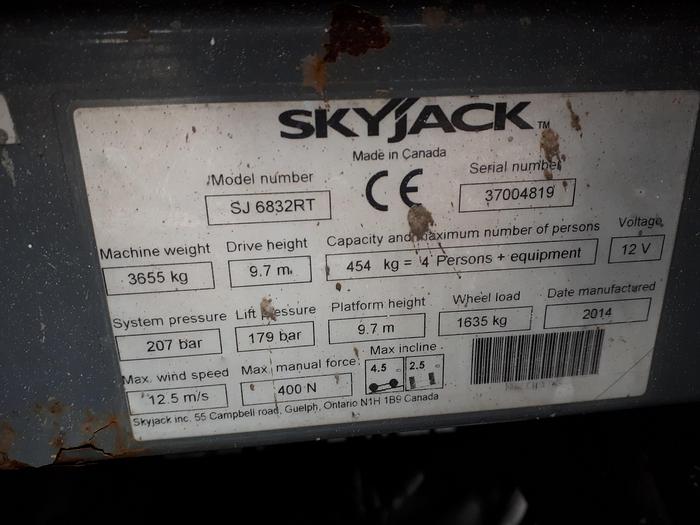 SKYJACK™
Made in Canada
Model number
SJ 6832RT
CE
Serial number
37004819
Machine weight
3655 kg
Drive height
9.7 m
Capacity and maximum number of persons
454 kg = 4 Persons + equipment
Voltage
12 V
System pressure
207 bar
Lift pressure
179 bar
Platform height
9.7 m
Wheel load
1635 kg
Date manufactured
2014
Max. wind speed
12.5 m/s
Max. manual force
400 N
Max incline
4.5
2.5
Skyjack inc. 55 Campbell road, Guelph, Ontario N1H 1B9 Canada